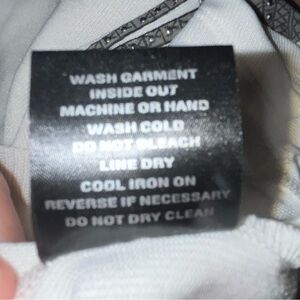 WASH GARMENT
INSIDE OUT
MACHINE OR HAND
WASH COLD
DO NOT BLEACH
LINE DRY
COOL IRON ON
REVERSE IF NECESSARY
DO NOT DRY CLEAN